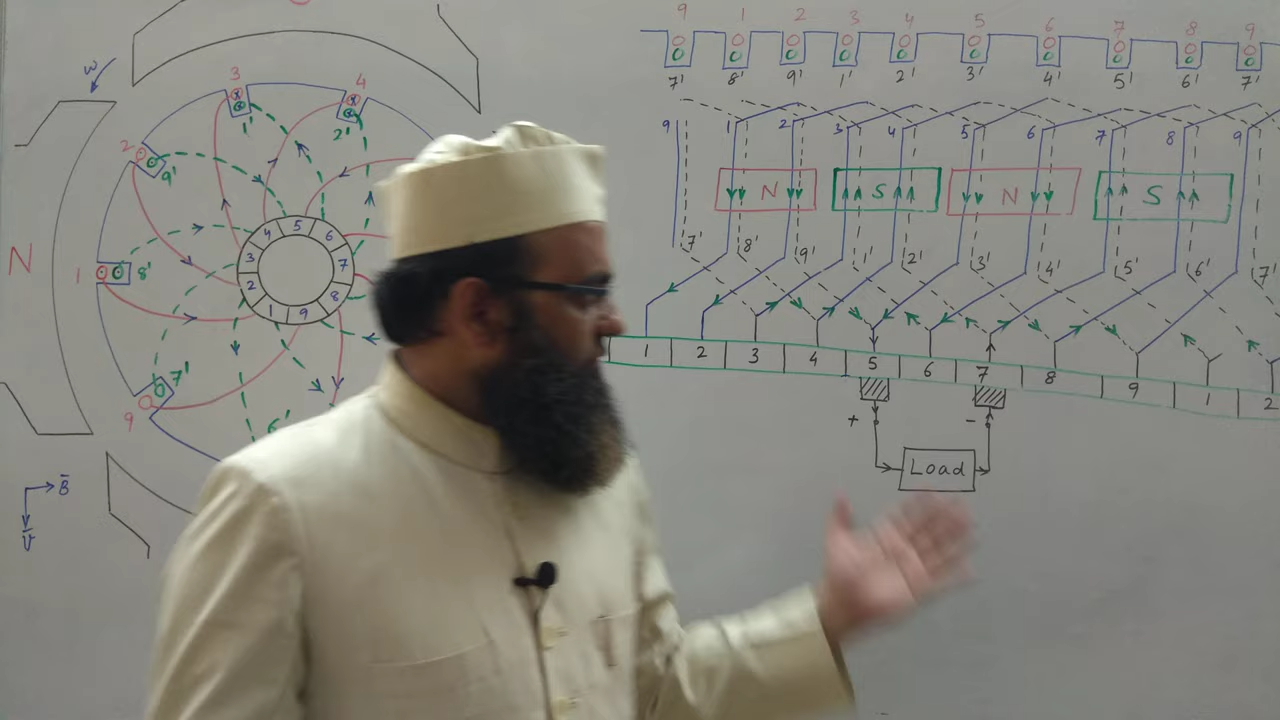 9 1 2 3 4 5 6 7 8 9
7' 8' 9' 1' 2' 3' 4' 5' 6' 7'
9 1 2 3 4 5 6 7 8 9
N S N S
7' 8' 9' 1' 2' 3' 4' 5' 6' 7'
1 2 3 4 5 6 7 8 9 1 2
+ -
Load
ω
3 4
1' 2'
2
9'
N
1 8'
7'
9
6'
1 2 3 4 5 6 7 8 9
B̅
V̅